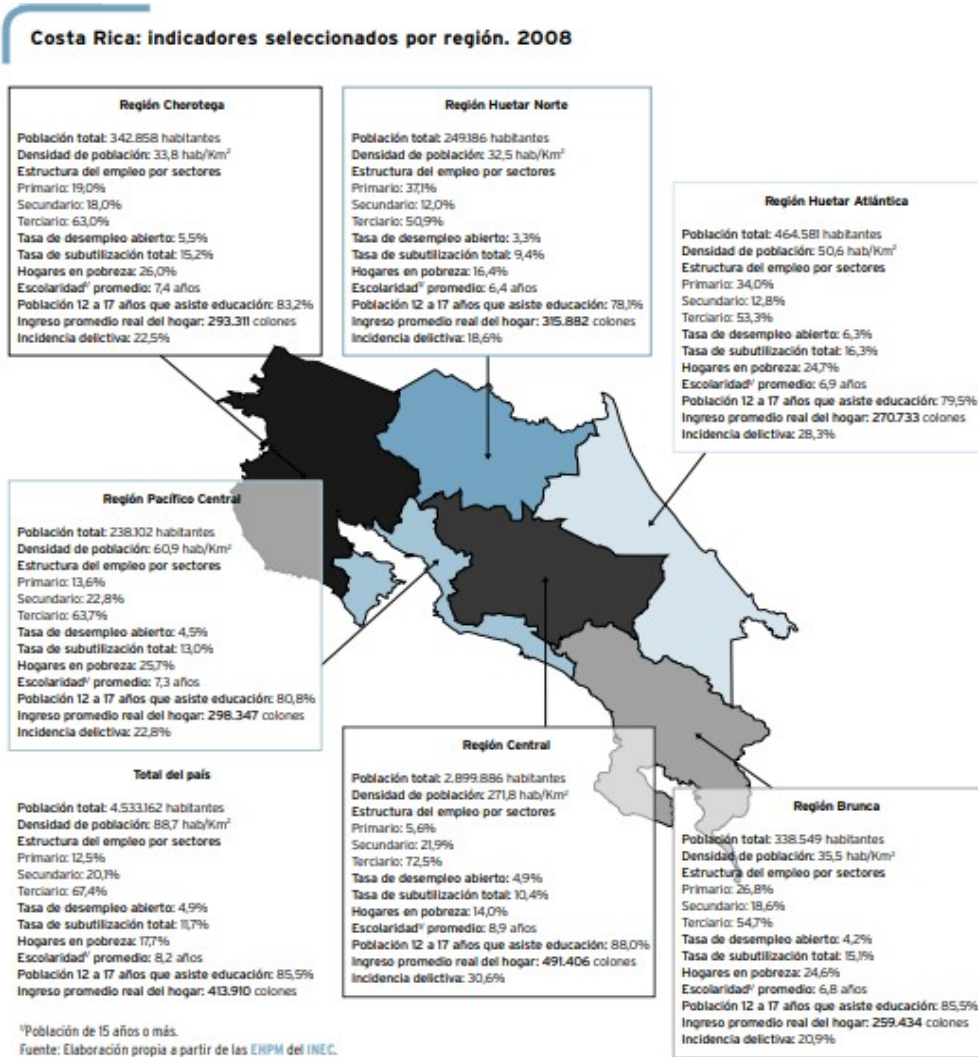 Costa Rica: indicadores seleccionados por región. 2008
Región Chorotega
Población total: 342.858 habitantes
Densidad de población: 33,8 hab/Km²
Estructura del empleo por sectores
Primario: 19,0%
Secundario: 18,0%
Terciario: 63,0%
Tasa de desempleo abierto: 5,5%
Tasa de subutilización total: 15,2%
Hogares en pobreza: 26,0%
Escolaridad¹/ promedio: 7,4 años
Población 12 a 17 años que asiste educación: 83,2%
Ingreso promedio real del hogar: 293.311 colones
Incidencia delictiva: 22,5%
Región Huetar Norte
Población total: 249.186 habitantes
Densidad de población: 32,5 hab/Km²
Estructura del empleo por sectores
Primario: 37,1%
Secundario: 12,0%
Terciario: 50,9%
Tasa de desempleo abierto: 3,3%
Tasa de subutilización total: 9,4%
Hogares en pobreza: 16,4%
Escolaridad¹/ promedio: 6,4 años
Población 12 a 17 años que asiste educación: 78,1%
Ingreso promedio real del hogar: 315.882 colones
Incidencia delictiva: 18,6%
Región Huetar Atlántica
Población total: 464.581 habitantes
Densidad de población: 50,6 hab/Km²
Estructura del empleo por sectores
Primario: 34,0%
Secundario: 12,8%
Terciario: 53,3%
Tasa de desempleo abierto: 6,3%
Tasa de subutilización total: 16,3%
Hogares en pobreza: 24,7%
Escolaridad¹/ promedio: 6,9 años
Población 12 a 17 años que asiste educación: 79,5%
Ingreso promedio real del hogar: 270.733 colones
Incidencia delictiva: 28,3%
Región Pacífico Central
Población total: 238.102 habitantes
Densidad de población: 60,9 hab/Km²
Estructura del empleo por sectores
Primario: 13,6%
Secundario: 22,8%
Terciario: 63,7%
Tasa de desempleo abierto: 4,5%
Tasa de subutilización total: 13,0%
Hogares en pobreza: 25,7%
Escolaridad¹/ promedio: 7,3 años
Población 12 a 17 años que asiste educación: 80,8%
Ingreso promedio real del hogar: 298.347 colones
Incidencia delictiva: 22,8%
Región Central
Población total: 2.899.886 habitantes
Densidad de población: 271,8 hab/Km²
Estructura del empleo por sectores
Primario: 5,6%
Secundario: 21,9%
Terciario: 72,5%
Tasa de desempleo abierto: 4,9%
Tasa de subutilización total: 10,4%
Hogares en pobreza: 14,0%
Escolaridad¹/ promedio: 8,9 años
Población 12 a 17 años que asiste educación: 88,0%
Ingreso promedio real del hogar: 491.406 colones
Incidencia delictiva: 30,6%
Región Brunca
Población total: 338.549 habitantes
Densidad de población: 35,5 hab/Km²
Estructura del empleo por sectores
Primario: 26,8%
Secundario: 18,6%
Terciario: 54,7%
Tasa de desempleo abierto: 4,2%
Tasa de subutilización total: 15,1%
Hogares en pobreza: 24,6%
Escolaridad¹/ promedio: 6,8 años
Población 12 a 17 años que asiste educación: 85,5%
Ingreso promedio real del hogar: 259.434 colones
Incidencia delictiva: 20,9%
Total del país
Población total: 4.533.162 habitantes
Densidad de población: 88,7 hab/Km²
Estructura del empleo por sectores
Primario: 12,5%
Secundario: 20,1%
Terciario: 67,4%
Tasa de desempleo abierto: 4,9%
Tasa de subutilización total: 11,7%
Hogares en pobreza: 17,7%
Escolaridad¹/ promedio: 8,2 años
Población 12 a 17 años que asiste educación: 85,5%
Ingreso promedio real del hogar: 413.910 colones
¹/Población de 15 años o más.
Fuente: Elaboración propia a partir de las EHPM del INEC.